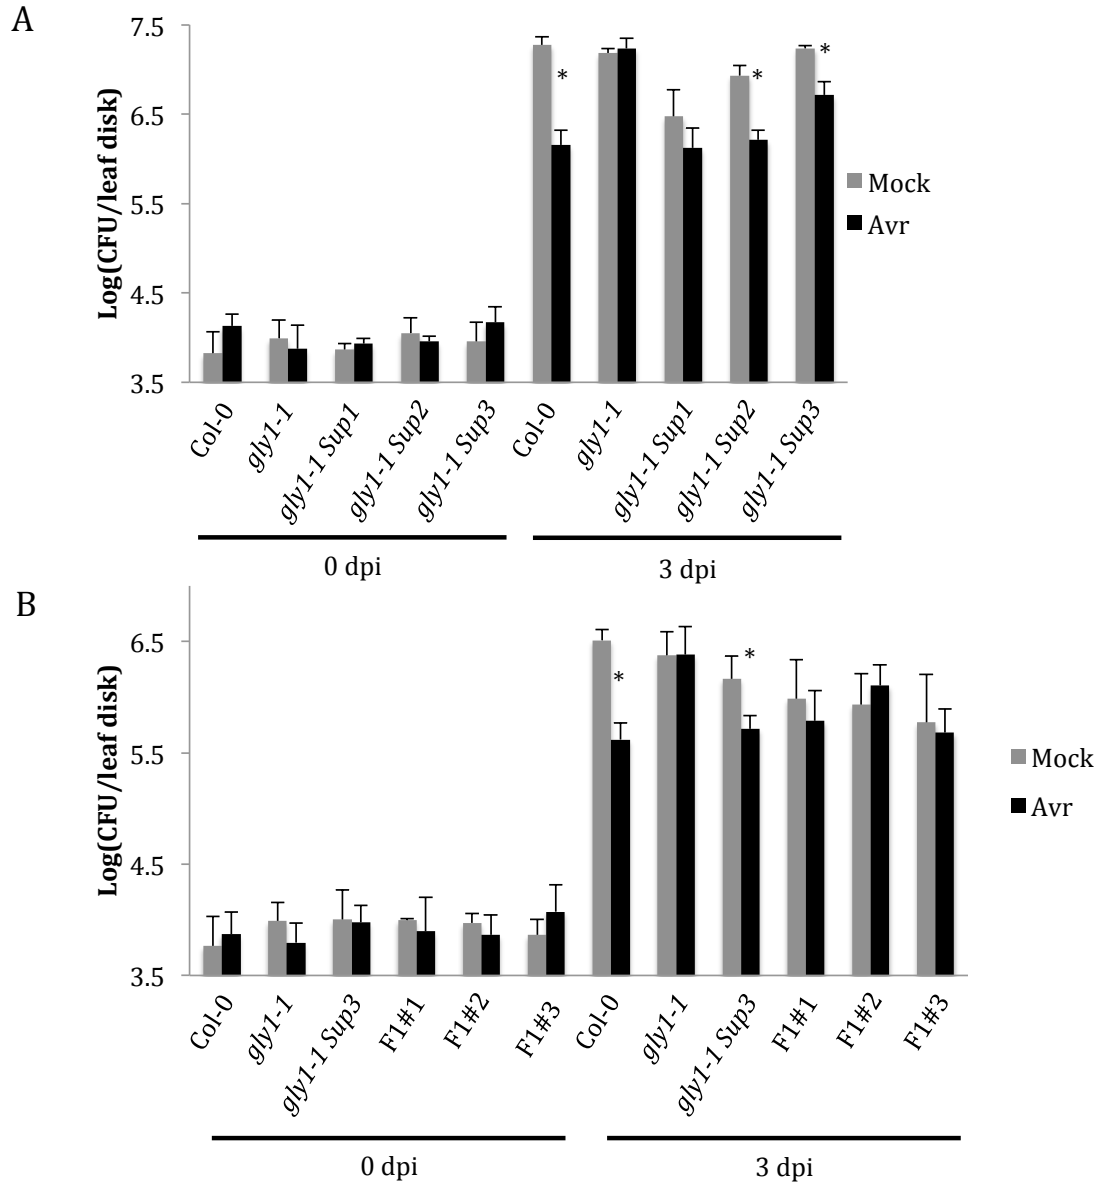 A
Log(CFU/leaf disk)
7.5
6.5
5.5
4.5
3.5
* * *
Mock
Avr
Col-0
gly1-1
gly1-1 Sup1
gly1-1 Sup2
gly1-1 Sup3
Col-0
gly1-1
gly1-1 Sup1
gly1-1 Sup2
gly1-1 Sup3
0 dpi
3 dpi
B
Log(CFU/leaf disk)
6.5
5.5
4.5
3.5
* *
Mock
Avr
Col-0
gly1-1
gly1-1 Sup3
F1#1
F1#2
F1#3
Col-0
gly1-1
gly1-1 Sup3
F1#1
F1#2
F1#3
0 dpi
3 dpi